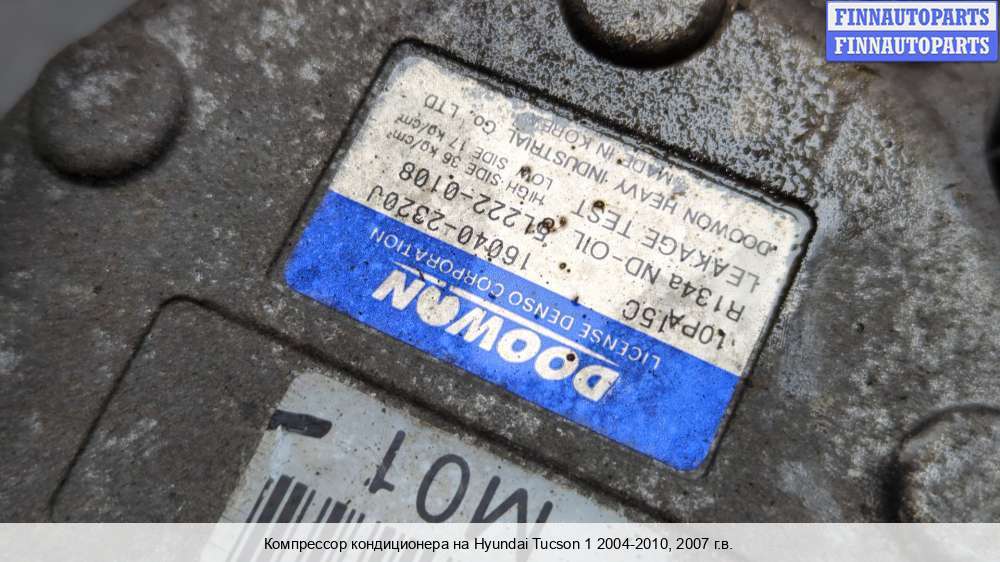 FINNAUTOPARTS
FINNAUTOPARTS
DOOWON
LICENSE DENSO CORPORATION
10PA15C 16040-2320J
R134a ND-OIL 8
LEAKAGE TEST
HIGH SIDE 36 kg/cm²
LOW SIDE 17 kg/cm²
DOOWON HEAVY INDUSTRIAL Co. LTD
MADE IN KOREA
M01
Компрессор кондиционера на Hyundai Tucson 1 2004-2010, 2007 г.в.